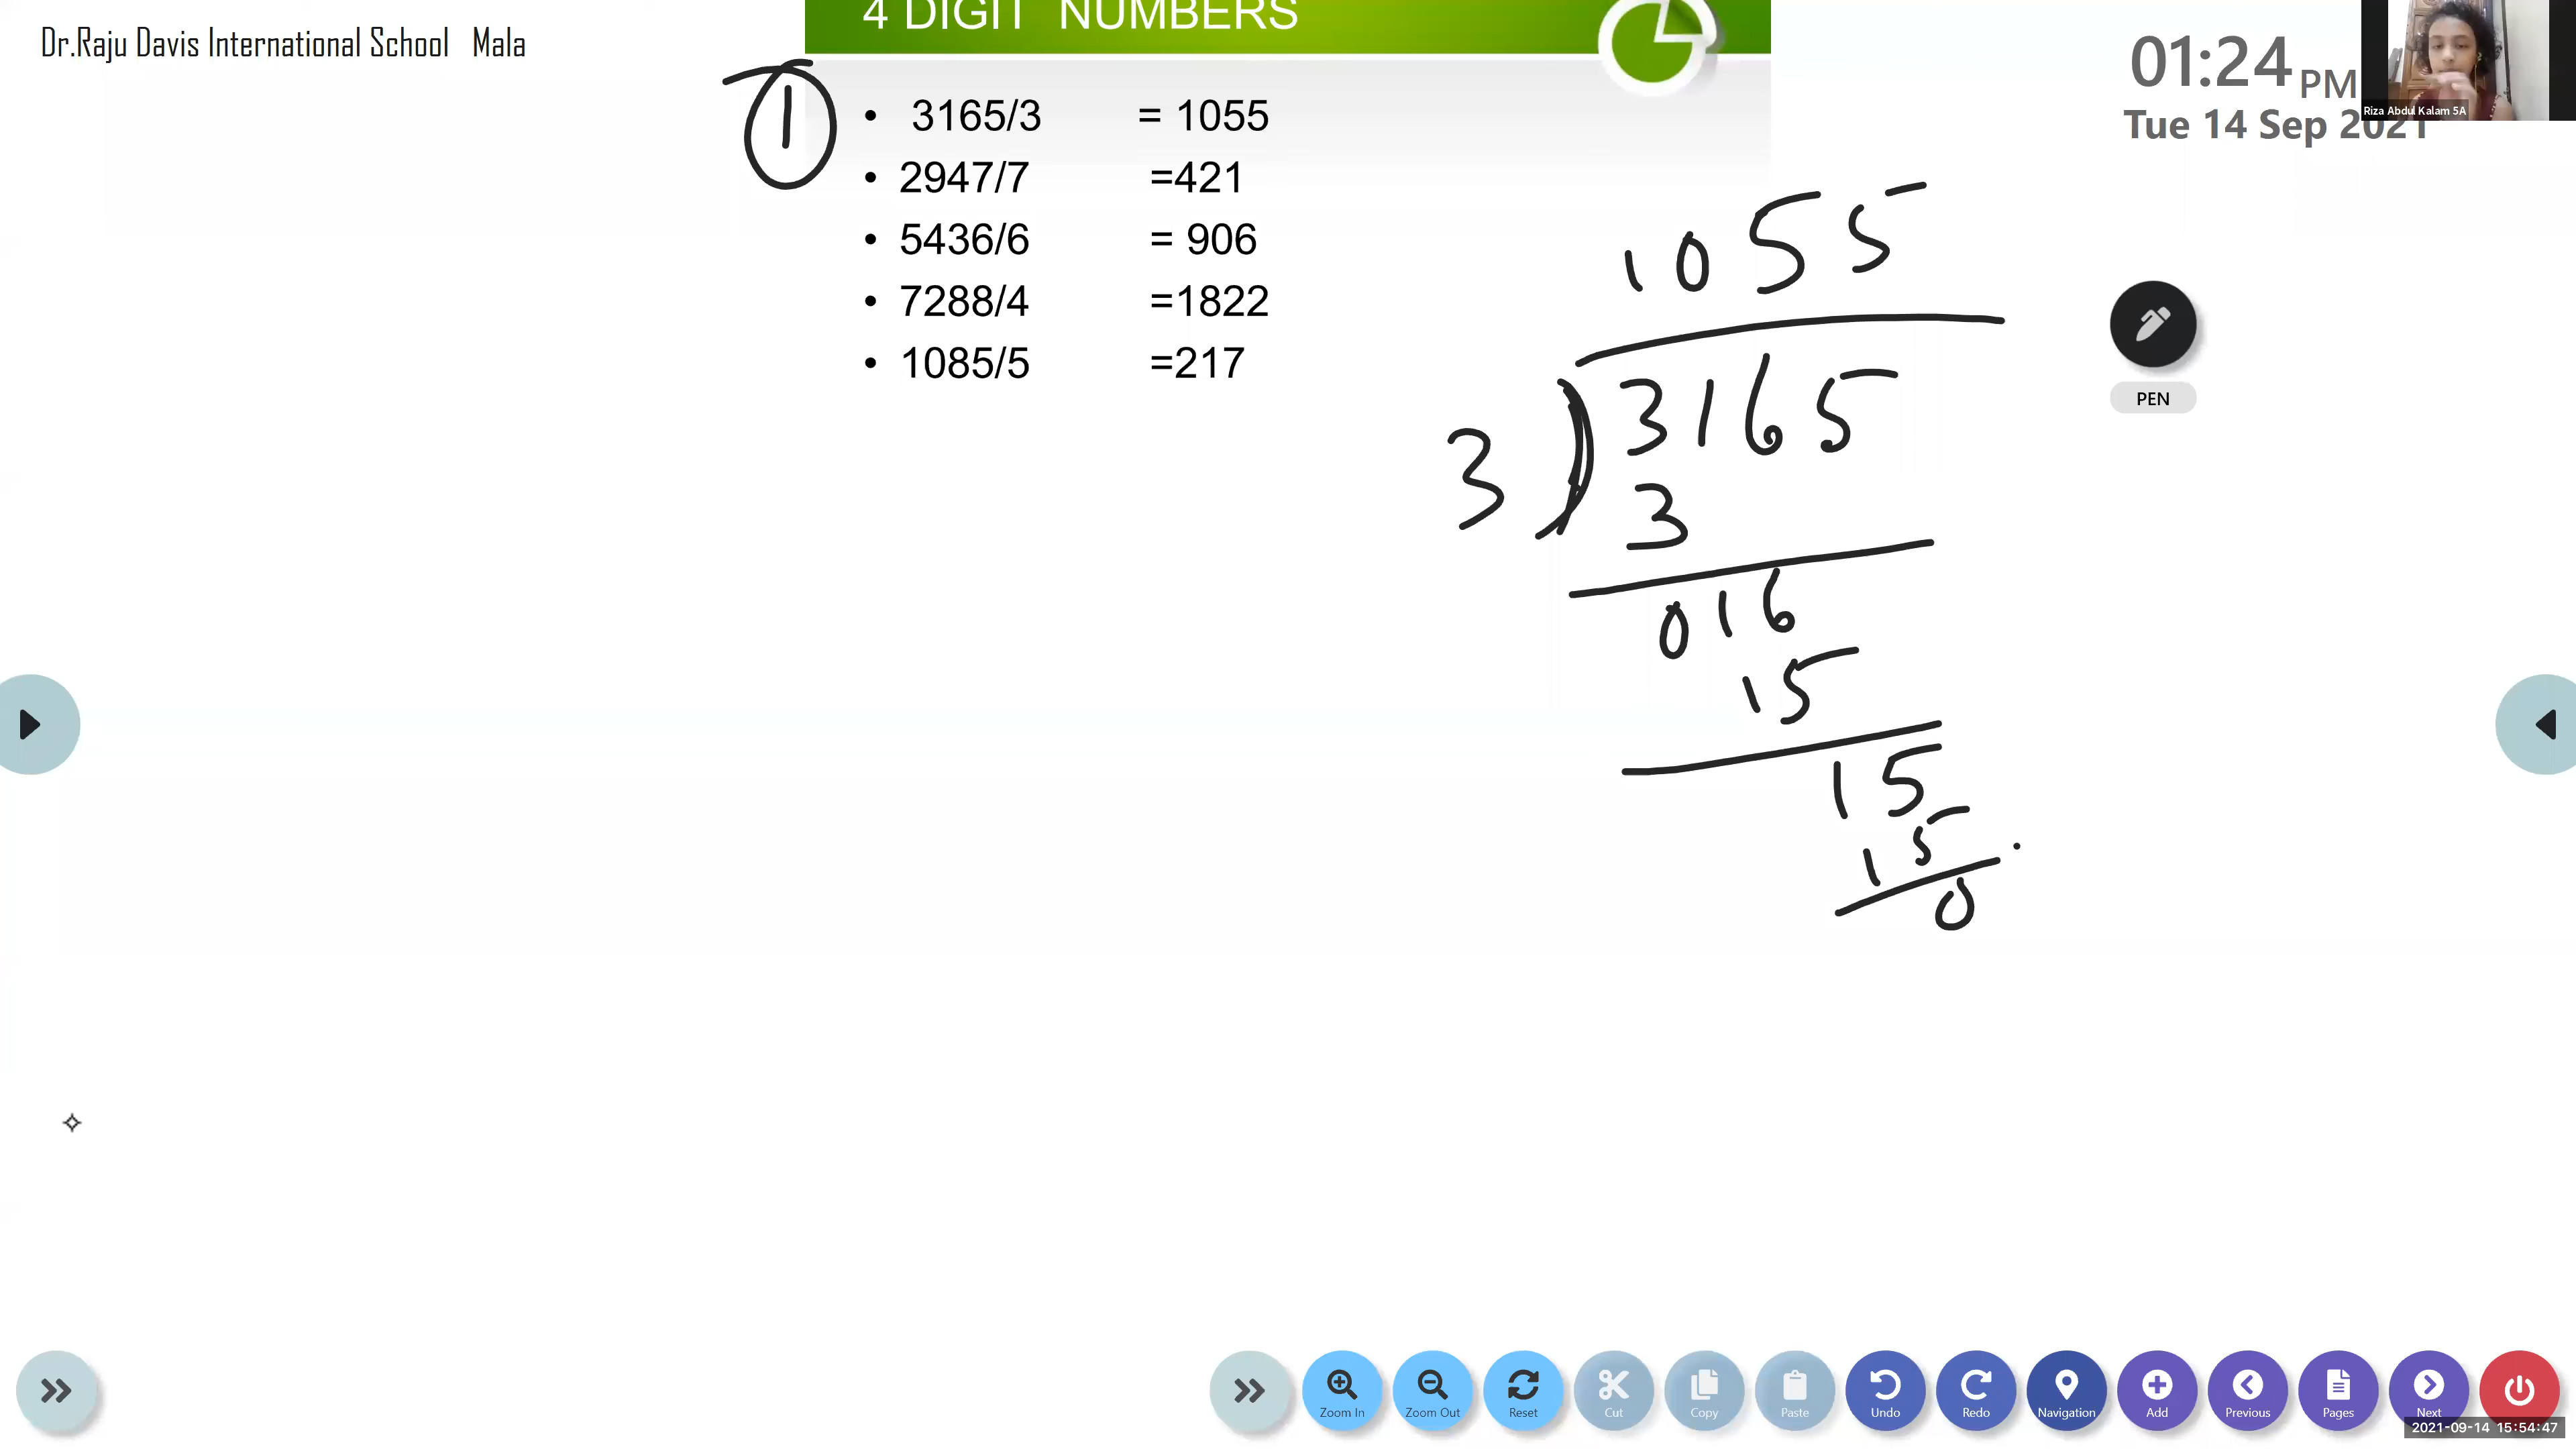 Dr.Raju Davis International School Mala
4 DIGIT NUMBERS
01:24 PM
Tue 14 Sep 2021
Riza Abdul Kalam 5A
1
• 3165/3 = 1055
• 2947/7 =421
• 5436/6 = 906
• 7288/4 =1822
• 1085/5 =217
1055
3)3165
3
016
15
15
15
0
PEN
Zoom In
Zoom Out
Reset
Cut
Copy
Paste
Undo
Redo
Navigation
Add
Previous
Pages
Next
2021-09-14 15:54:47